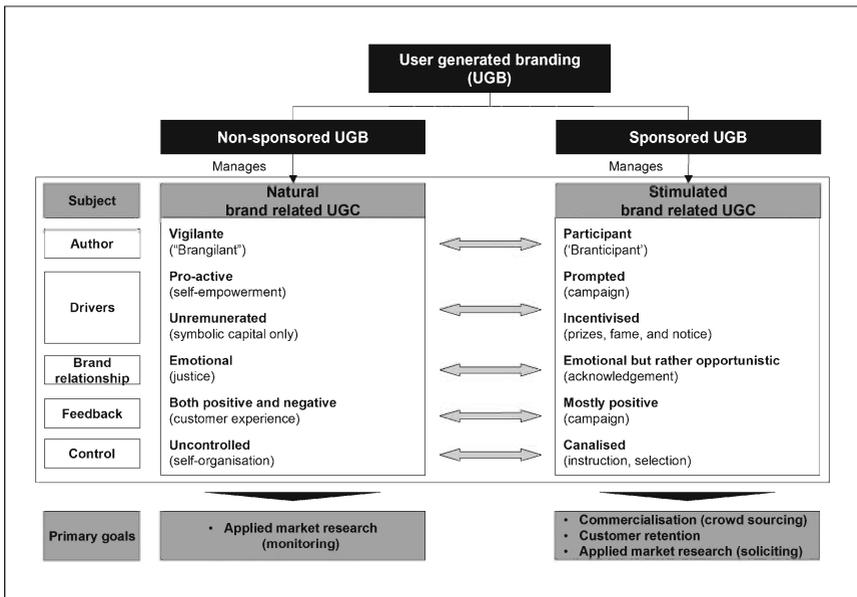 User generated branding
(UGB)
Non-sponsored UGB
Sponsored UGB
Manages
Manages
Subject
Natural
brand related UGC
Stimulated
brand related UGC
Author
Vigilante
(“Brangilant”)
Participant
(‘Branticipant’)
Drivers
Pro-active
(self-empowerment)
Prompted
(campaign)
Unremunerated
(symbolic capital only)
Incentivised
(prizes, fame, and notice)
Brand
relationship
Emotional
(justice)
Emotional but rather opportunistic
(acknowledgement)
Feedback
Both positive and negative
(customer experience)
Mostly positive
(campaign)
Control
Uncontrolled
(self-organisation)
Canalised
(instruction, selection)
Primary goals
• Applied market research
(monitoring)
• Commercialisation (crowd sourcing)
• Customer retention
• Applied market research (soliciting)